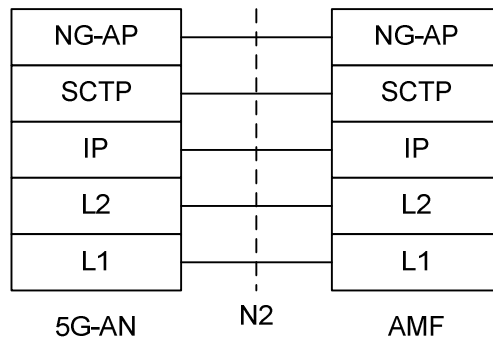 NG-AP NG-AP
SCTP SCTP
IP IP
L2 L2
L1 L1
5G-AN N2 AMF